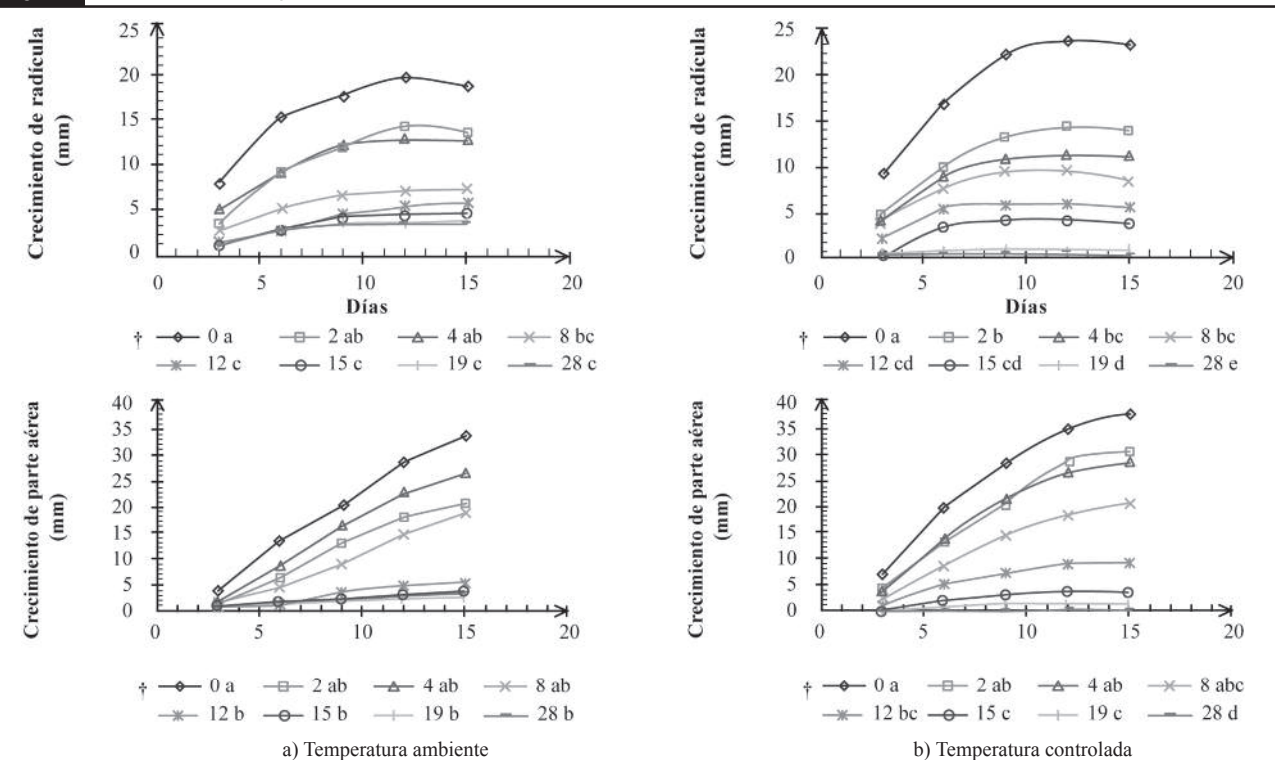 25
20
15
10
5
0
Crecimiento de radícula
(mm)
0 5 10 15 20
Días
† 0 a 2 ab 4 ab 8 bc
12 c 15 c 19 c 28 c
25
20
15
10
5
0
Crecimiento de radícula
(mm)
0 5 10 15 20
Días
† 0 a 2 b 4 bc 8 bc
12 cd 15 cd 19 d 28 e
40
35
30
25
20
15
10
5
0
Crecimiento de parte aérea
(mm)
0 5 10 15 20
† 0 a 2 ab 4 ab 8 ab
12 b 15 b 19 b 28 b
a) Temperatura ambiente
40
35
30
25
20
15
10
5
0
Crecimiento de parte aérea
(mm)
0 5 10 15 20
† 0 a 2 ab 4 ab 8 abc
12 bc 15 c 19 c 28 d
b) Temperatura controlada